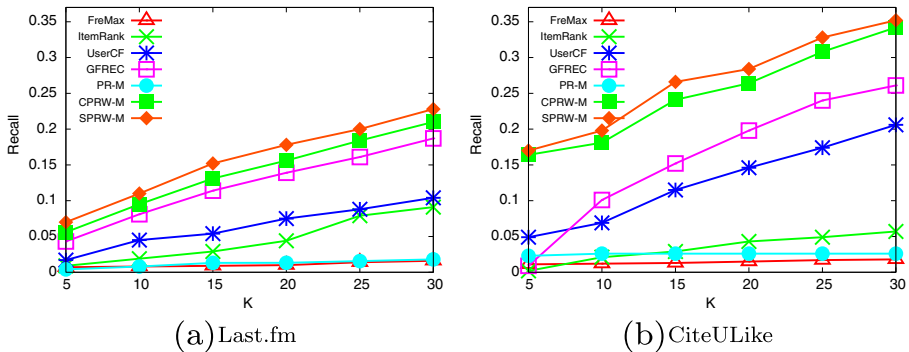 0.35
0.3
0.25
0.2
0.15
0.1
0.05
0
Recall
FreMax
ItemRank
UserCF
GFREC
PR-M
CPRW-M
SPRW-M
5 10 15 20 25 30
K
(a) Last.fm
0.35
0.3
0.25
0.2
0.15
0.1
0.05
0
Recall
FreMax
ItemRank
UserCF
GFREC
PR-M
CPRW-M
SPRW-M
5 10 15 20 25 30
K
(b) CiteULike